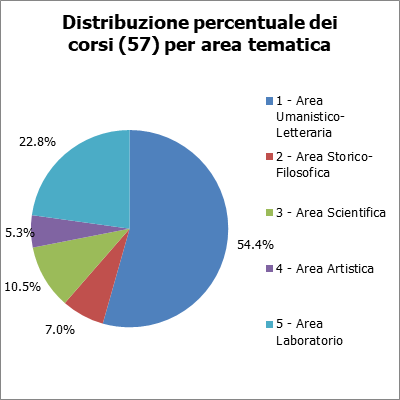 Distribuzione percentuale dei
corsi (57) per area tematica
1 - Area
Umanistico-
Letteraria
2 - Area Storico-
Filosofica
3 - Area Scientifica
4 - Area Artistica
5 - Area
Laboratorio
22.8%
5.3%
10.5%
7.0%
54.4%